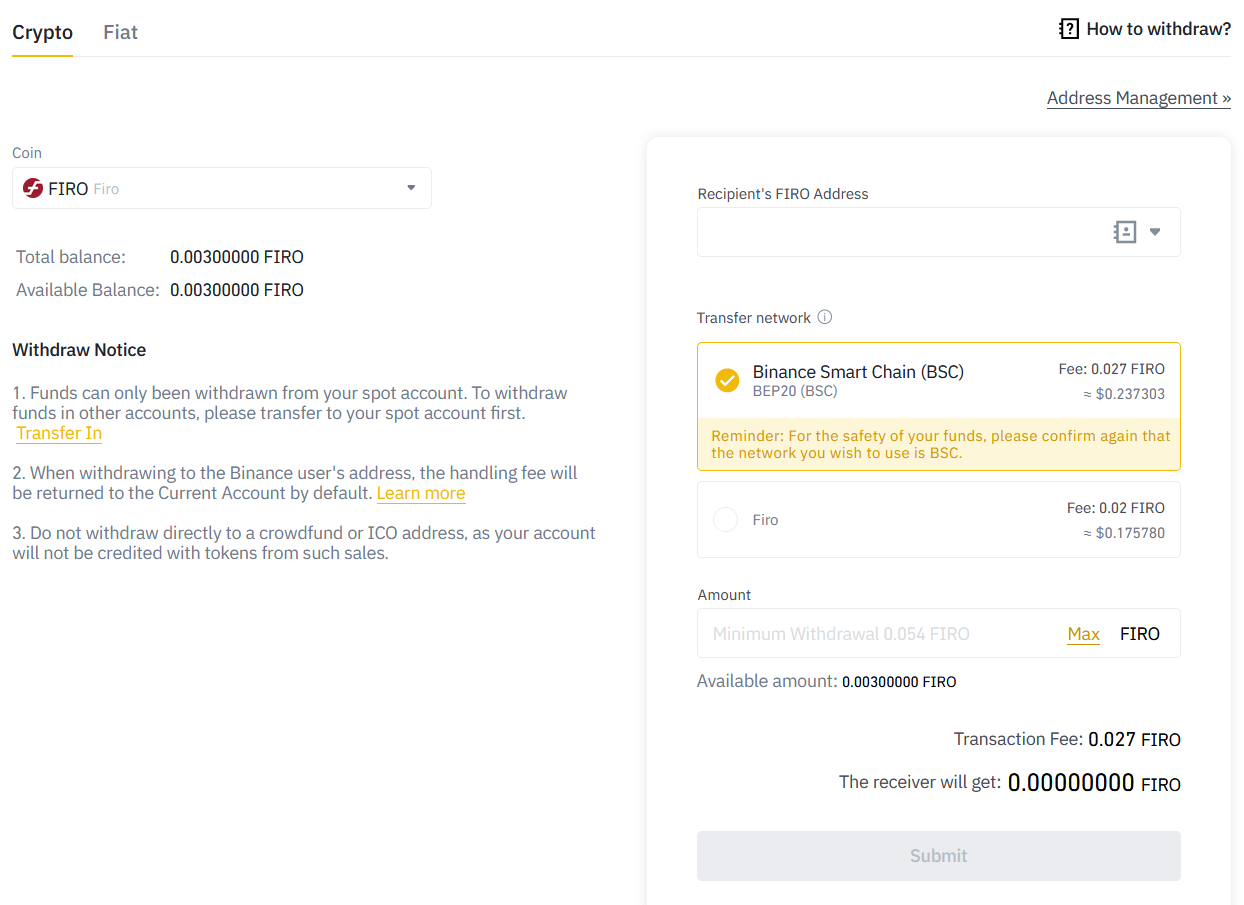 Crypto
Fiat
How to withdraw?
Address Management »
Coin
FIRO Firo
Total balance: 0.00300000 FIRO
Available Balance: 0.00300000 FIRO
Withdraw Notice
1. Funds can only been withdrawn from your spot account. To withdraw
funds in other accounts, please transfer to your spot account first.
Transfer In
2. When withdrawing to the Binance user's address, the handling fee will
be returned to the Current Account by default. Learn more
3. Do not withdraw directly to a crowdfund or ICO address, as your account
will not be credited with tokens from such sales.
Recipient's FIRO Address
Transfer network
Binance Smart Chain (BSC)
Fee: 0.027 FIRO
BEP20 (BSC)
≈ $0.237303
Reminder: For the safety of your funds, please confirm again that
the network you wish to use is BSC.
Firo
Fee: 0.02 FIRO
≈ $0.175780
Amount
Minimum Withdrawal 0.054 FIRO
Max
FIRO
Available amount: 0.00300000 FIRO
Transaction Fee: 0.027 FIRO
The receiver will get: 0.00000000 FIRO
Submit